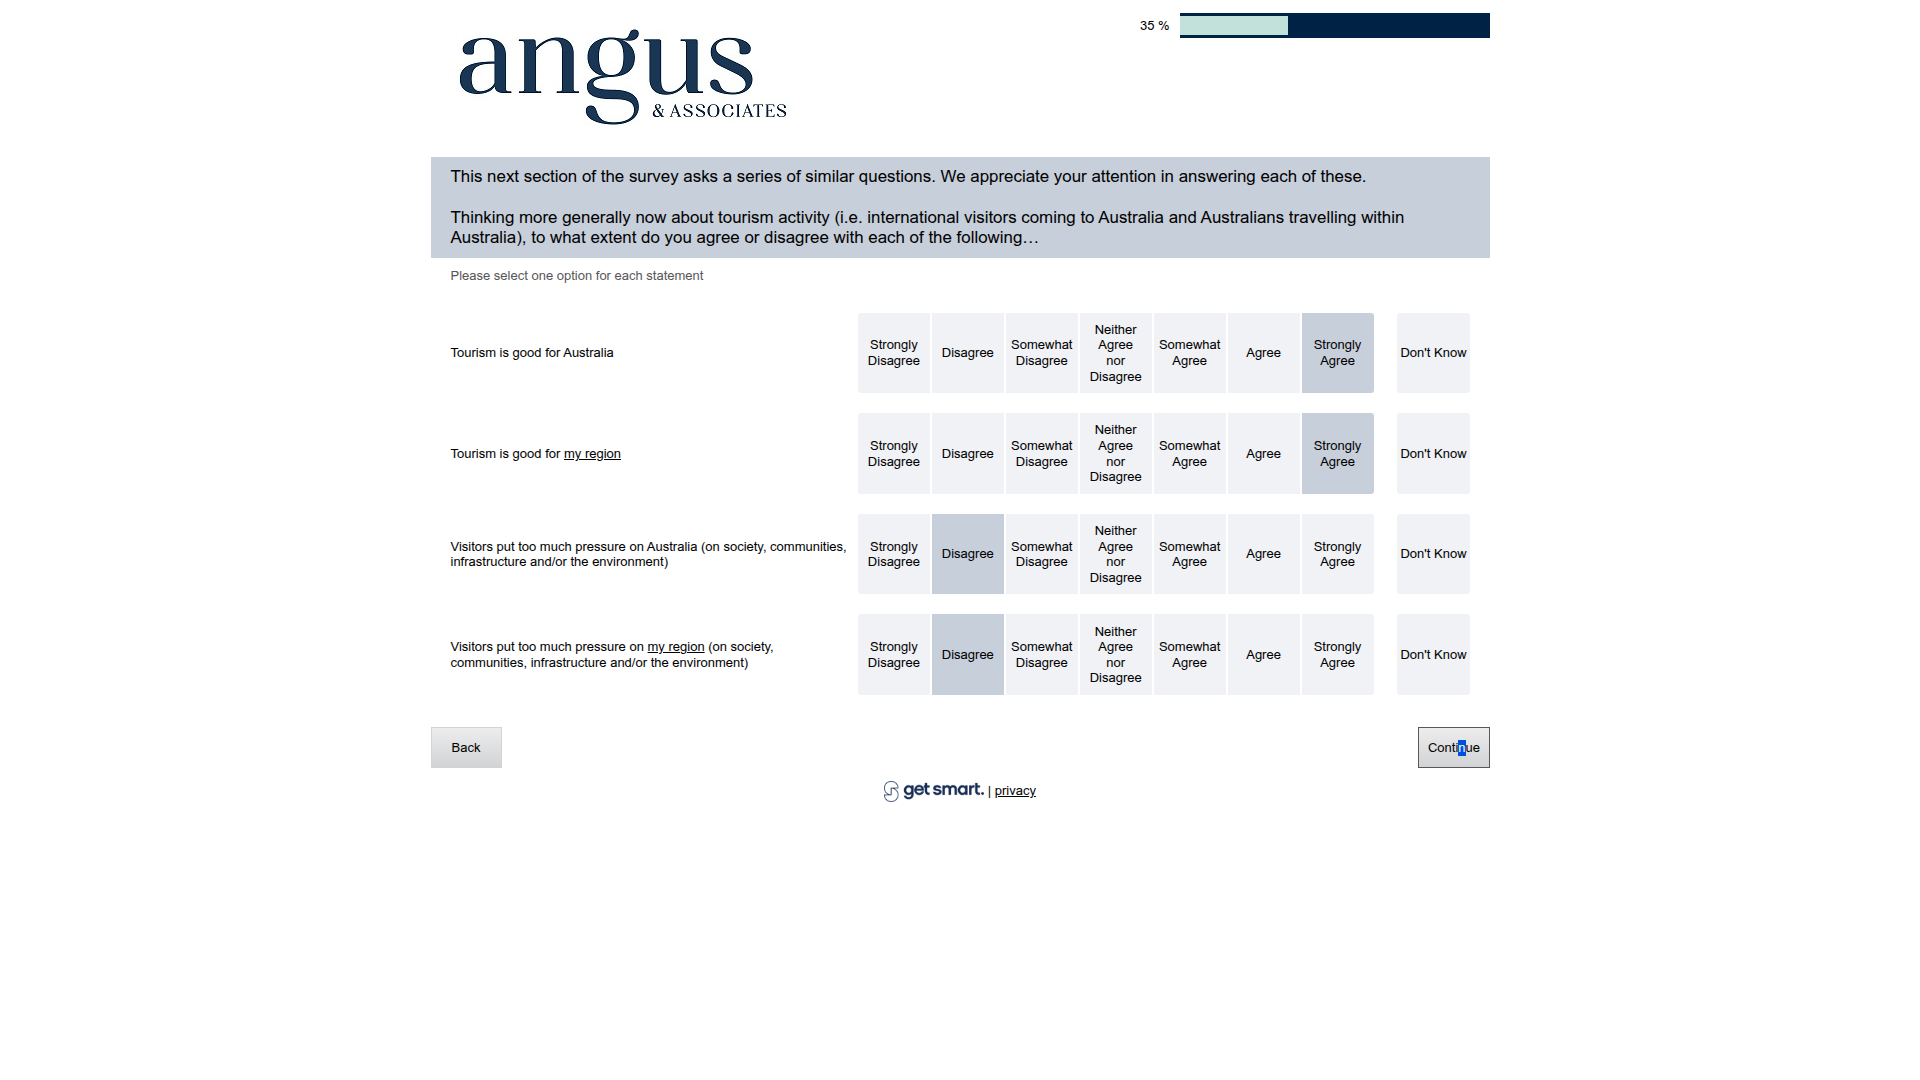 35 %
angus
& ASSOCIATES
This next section of the survey asks a series of similar questions. We appreciate your attention in answering each of these.
Thinking more generally now about tourism activity (i.e. international visitors coming to Australia and Australians travelling within
Australia), to what extent do you agree or disagree with each of the following…
Please select one option for each statement
Tourism is good for Australia
Strongly Disagree
Disagree
Somewhat Disagree
Neither Agree nor Disagree
Somewhat Agree
Agree
Strongly Agree
Don't Know
Tourism is good for my region
Strongly Disagree
Disagree
Somewhat Disagree
Neither Agree nor Disagree
Somewhat Agree
Agree
Strongly Agree
Don't Know
Visitors put too much pressure on Australia (on society, communities,
infrastructure and/or the environment)
Strongly Disagree
Disagree
Somewhat Disagree
Neither Agree nor Disagree
Somewhat Agree
Agree
Strongly Agree
Don't Know
Visitors put too much pressure on my region (on society,
communities, infrastructure and/or the environment)
Strongly Disagree
Disagree
Somewhat Disagree
Neither Agree nor Disagree
Somewhat Agree
Agree
Strongly Agree
Don't Know
Back
Continue
get smart. | privacy